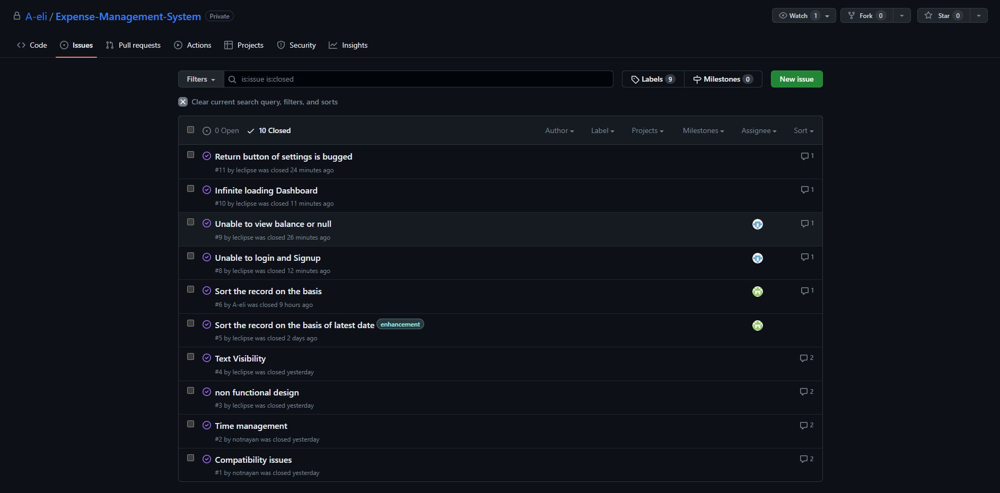 A-eli / Expense-Management-System Private
Watch 1 Fork 0 Star 0
Code Issues Pull requests Actions Projects Security Insights
Filters is:issue is:closed Labels 9 Milestones 0 New issue
Clear current search query, filters, and sorts
0 Open 10 Closed Author Label Projects Milestones Assignee Sort
Return button of settings is bugged 1
#11 by leclipse was closed 24 minutes ago
Infinite loading Dashboard 1
#10 by leclipse was closed 11 minutes ago
Unable to view balance or null 1
#9 by leclipse was closed 26 minutes ago
Unable to login and Signup 1
#8 by leclipse was closed 12 minutes ago
Sort the record on the basis 1
#6 by A-eli was closed 9 hours ago
Sort the record on the basis of latest date enhancement
#5 by leclipse was closed 2 days ago
Text Visibility 2
#4 by leclipse was closed yesterday
non functional design 2
#3 by leclipse was closed yesterday
Time management 2
#2 by notnayan was closed yesterday
Compatibility issues 2
#1 by notnayan was closed yesterday